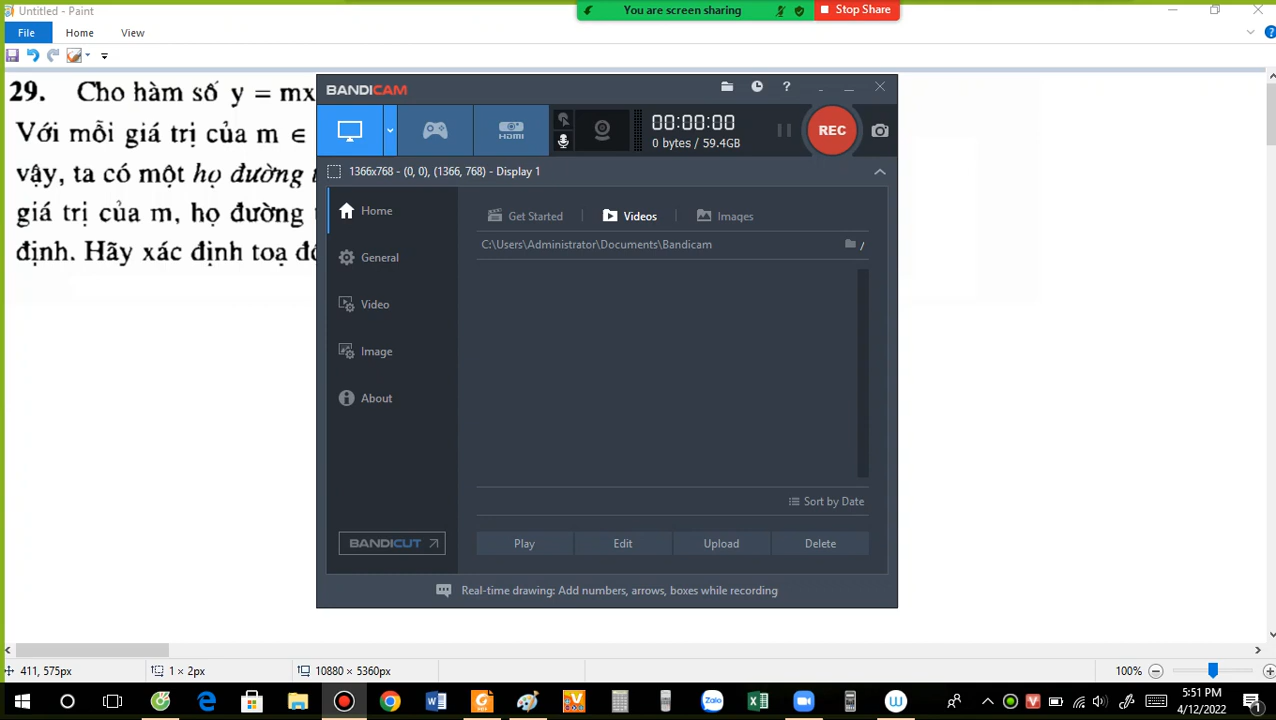 Untitled - Paint
You are screen sharing
Stop Share
File
Home
View
29. Cho hàm số y = mx
Với mỗi giá trị của m ∈
vậy, ta có một họ đường
giá trị của m, họ đường
định. Hãy xác định toạ
BANDICAM
HDMI
00:00:00
0 bytes / 59.4GB
REC
1366x768 - (0, 0), (1366, 768) - Display 1
Home
General
Video
Image
About
BANDICUT
Get Started
Videos
Images
C:\Users\Administrator\Documents\Bandicam
/
Sort by Date
Play
Edit
Upload
Delete
Real-time drawing: Add numbers, arrows, boxes while recording
411, 575px
1 × 2px
10880 × 5360px
100%
Zalo
5:51 PM
4/12/2022
1